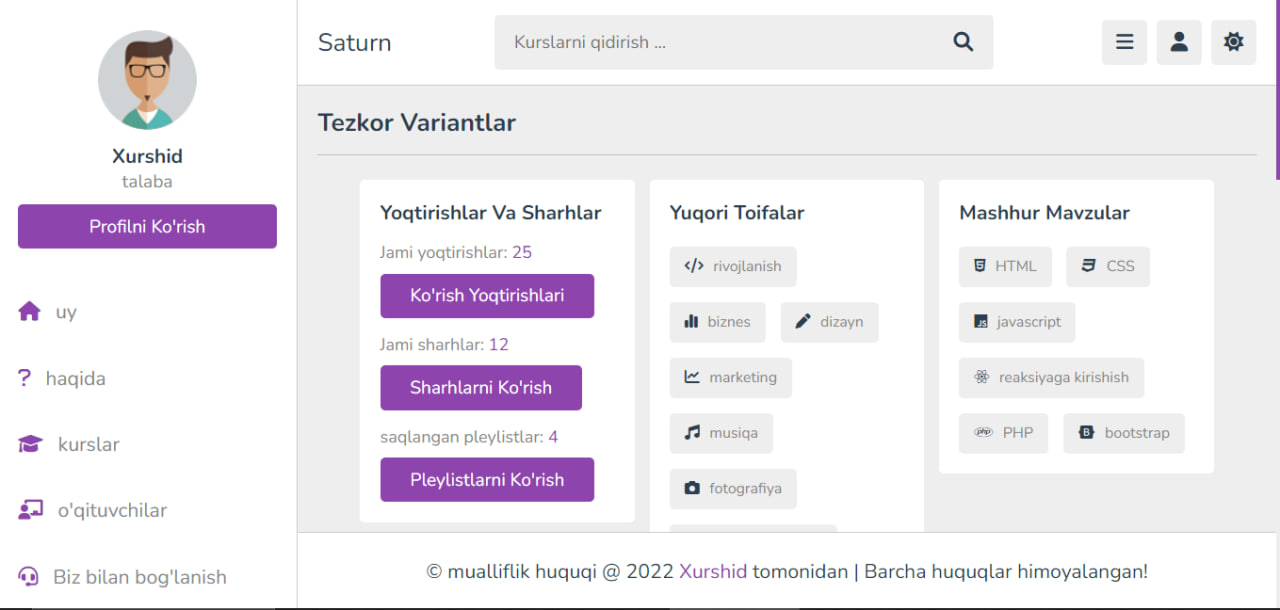 Xurshid
talaba
Profilni Ko'rish
uy
haqida
kurslar
o'qituvchilar
Biz bilan bog'lanish
Saturn
Kurslarni qidirish ...
Tezkor Variantlar
Yoqtirishlar Va Sharhlar
Jami yoqtirishlar: 25
Ko'rish Yoqtirishlari
Jami sharhlar: 12
Sharhlarni Ko'rish
saqlangan pleylistlar: 4
Pleylistlarni Ko'rish
Yuqori Toifalar
rivojlanish
biznes dizayn
marketing
musiqa
fotografiya
Mashhur Mavzular
HTML CSS
javascript
reaksiyaga kirishish
PHP bootstrap
© mualliflik huquqi @ 2022 Xurshid tomonidan | Barcha huquqlar himoyalangan!